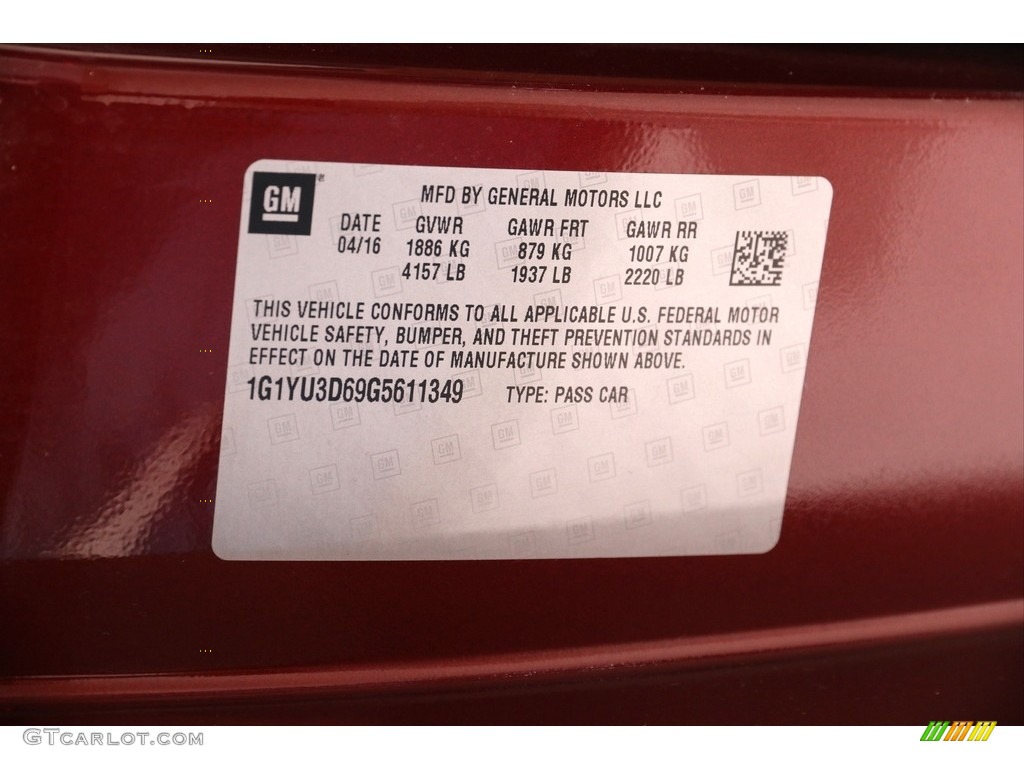 GM
MFD BY GENERAL MOTORS LLC
DATE GVWR GAWR FRT GAWR RR
04/16 1886 KG 879 KG 1007 KG
4157 LB 1937 LB 2220 LB
THIS VEHICLE CONFORMS TO ALL APPLICABLE U.S. FEDERAL MOTOR
VEHICLE SAFETY, BUMPER, AND THEFT PREVENTION STANDARDS IN
EFFECT ON THE DATE OF MANUFACTURE SHOWN ABOVE.
1G1YU3D69G5611349 TYPE: PASS CAR
GTCARLOT.COM